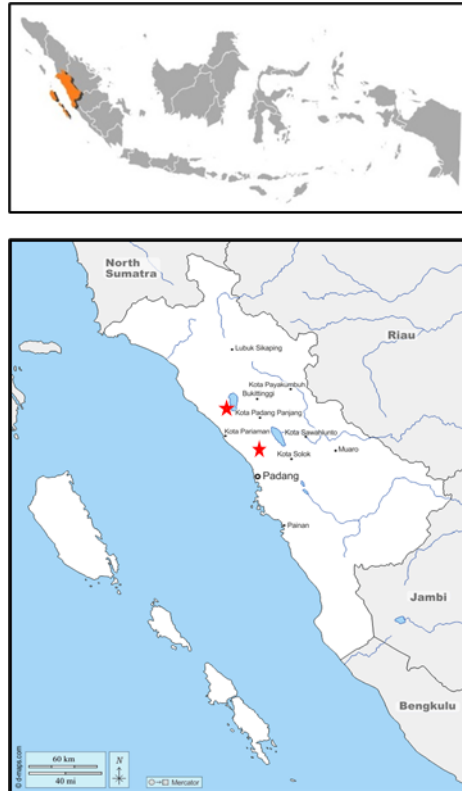 North
Sumatra
Riau
Lubuk Sikaping
Kota Payakumbuh
Bukittinggi
Kota Padang Panjang
Kota Pariaman
Kota Sawahlunto
Muaro
Kota Solok
Padang
Painan
Jambi
Bengkulu
60 km
40 mi
N
Mercator
© d-maps.com